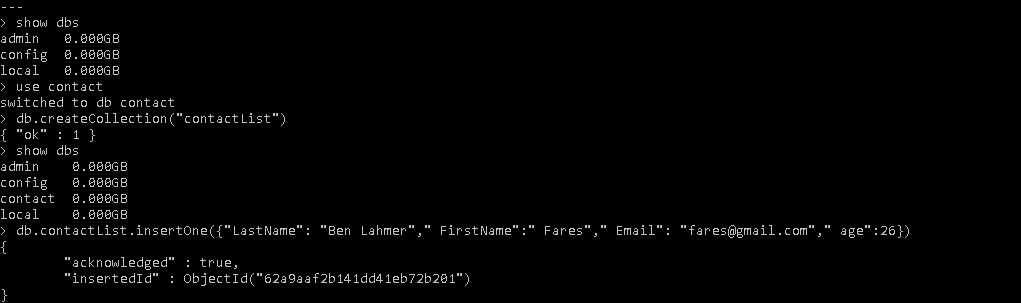 ---
> show dbs
admin   0.000GB
config  0.000GB
local   0.000GB
> use contact
switched to db contact
> db.createCollection("contactList")
{ "ok" : 1 }
> show dbs
admin    0.000GB
config   0.000GB
contact  0.000GB
local    0.000GB
> db.contactList.insertOne({"LastName": "Ben Lahmer"," FirstName":" Fares"," Email": "fares@gmail.com"," age":26})
{
        "acknowledged" : true,
        "insertedId" : ObjectId("62a9aaf2b141dd41eb72b201")
}